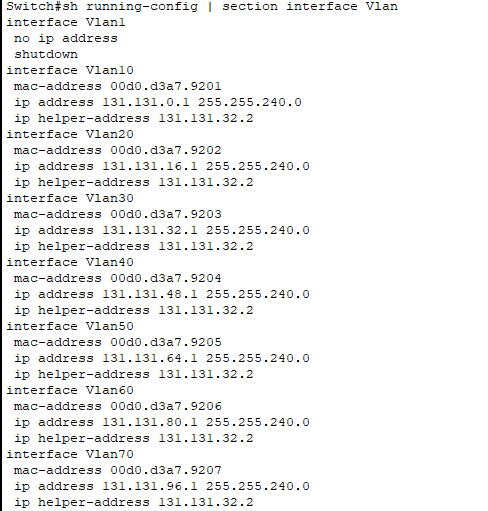 Switch#sh running-config | section interface Vlan
interface Vlan1
no ip address
shutdown
interface Vlan10
mac-address 00d0.d3a7.9201
ip address 131.131.0.1 255.255.240.0
ip helper-address 131.131.32.2
interface Vlan20
mac-address 00d0.d3a7.9202
ip address 131.131.16.1 255.255.240.0
ip helper-address 131.131.32.2
interface Vlan30
mac-address 00d0.d3a7.9203
ip address 131.131.32.1 255.255.240.0
ip helper-address 131.131.32.2
interface Vlan40
mac-address 00d0.d3a7.9204
ip address 131.131.48.1 255.255.240.0
ip helper-address 131.131.32.2
interface Vlan50
mac-address 00d0.d3a7.9205
ip address 131.131.64.1 255.255.240.0
ip helper-address 131.131.32.2
interface Vlan60
mac-address 00d0.d3a7.9206
ip address 131.131.80.1 255.255.240.0
ip helper-address 131.131.32.2
interface Vlan70
mac-address 00d0.d3a7.9207
ip address 131.131.96.1 255.255.240.0
ip helper-address 131.131.32.2